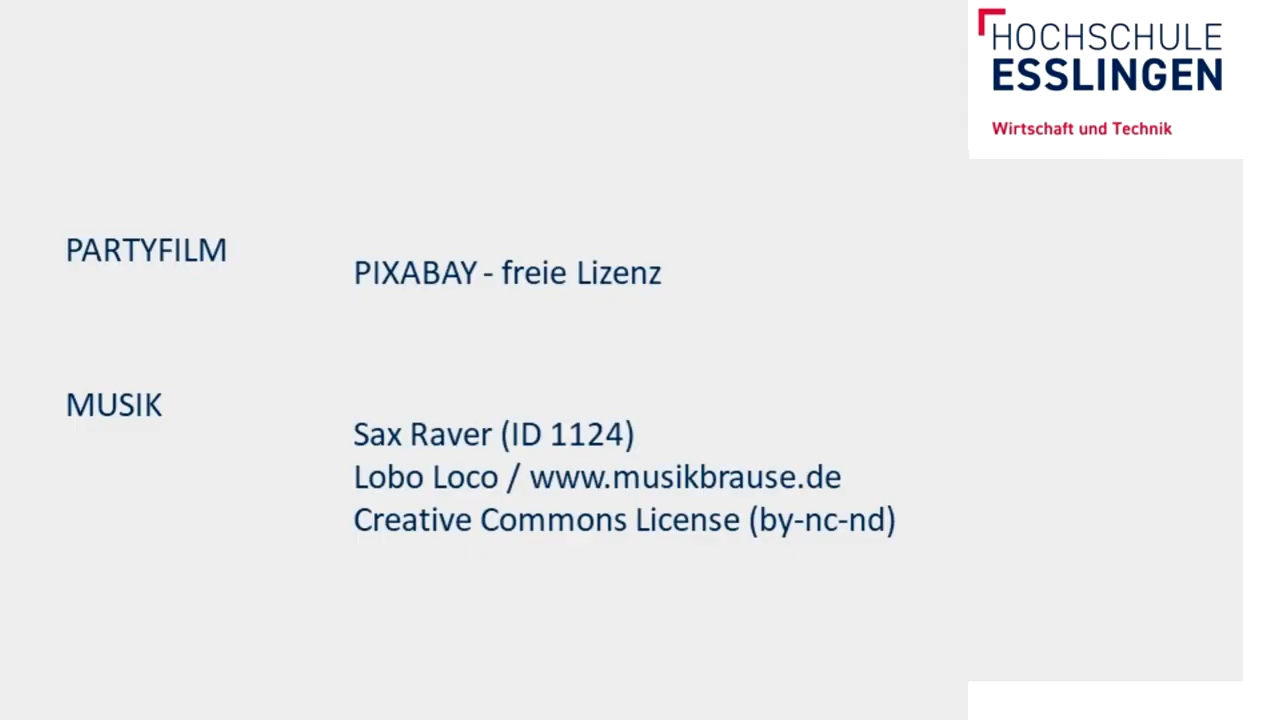 HOCHSCHULE
ESSLINGEN
Wirtschaft und Technik
PARTYFILM
PIXABAY - freie Lizenz
MUSIK
Sax Raver (ID 1124)
Lobo Loco / www.musikbrause.de
Creative Commons License (by-nc-nd)